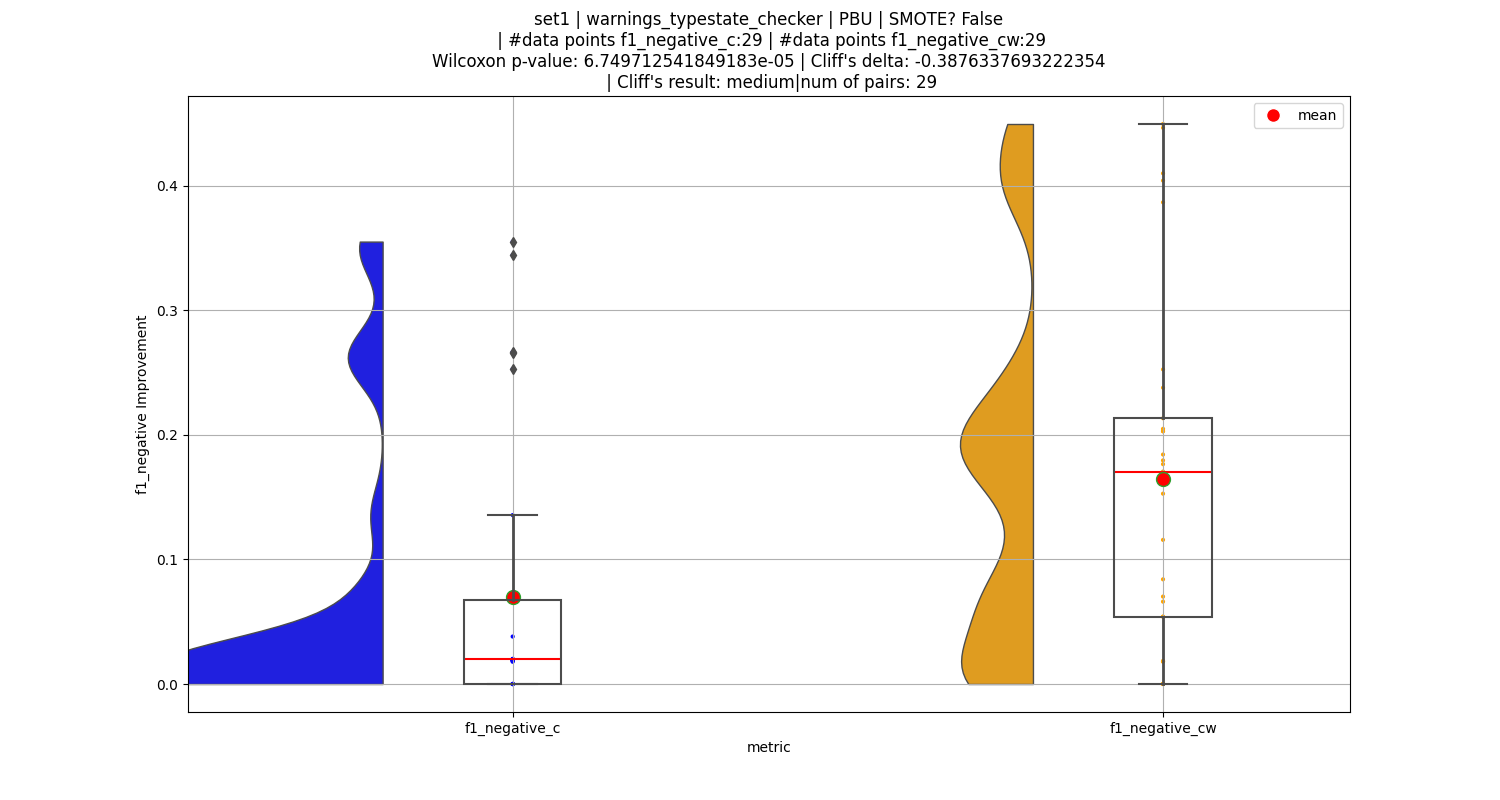 set1 | warnings_typestate_checker | PBU | SMOTE? False
| #data points f1_negative_c:29 | #data points f1_negative_cw:29
Wilcoxon p-value: 6.749712541849183e-05 | Cliff's delta: -0.3876337693222354
| Cliff's result: medium|num of pairs: 29
mean
0.4
0.3
0.2
0.1
0.0
f1_negative Improvement
f1_negative_c
f1_negative_cw
metric